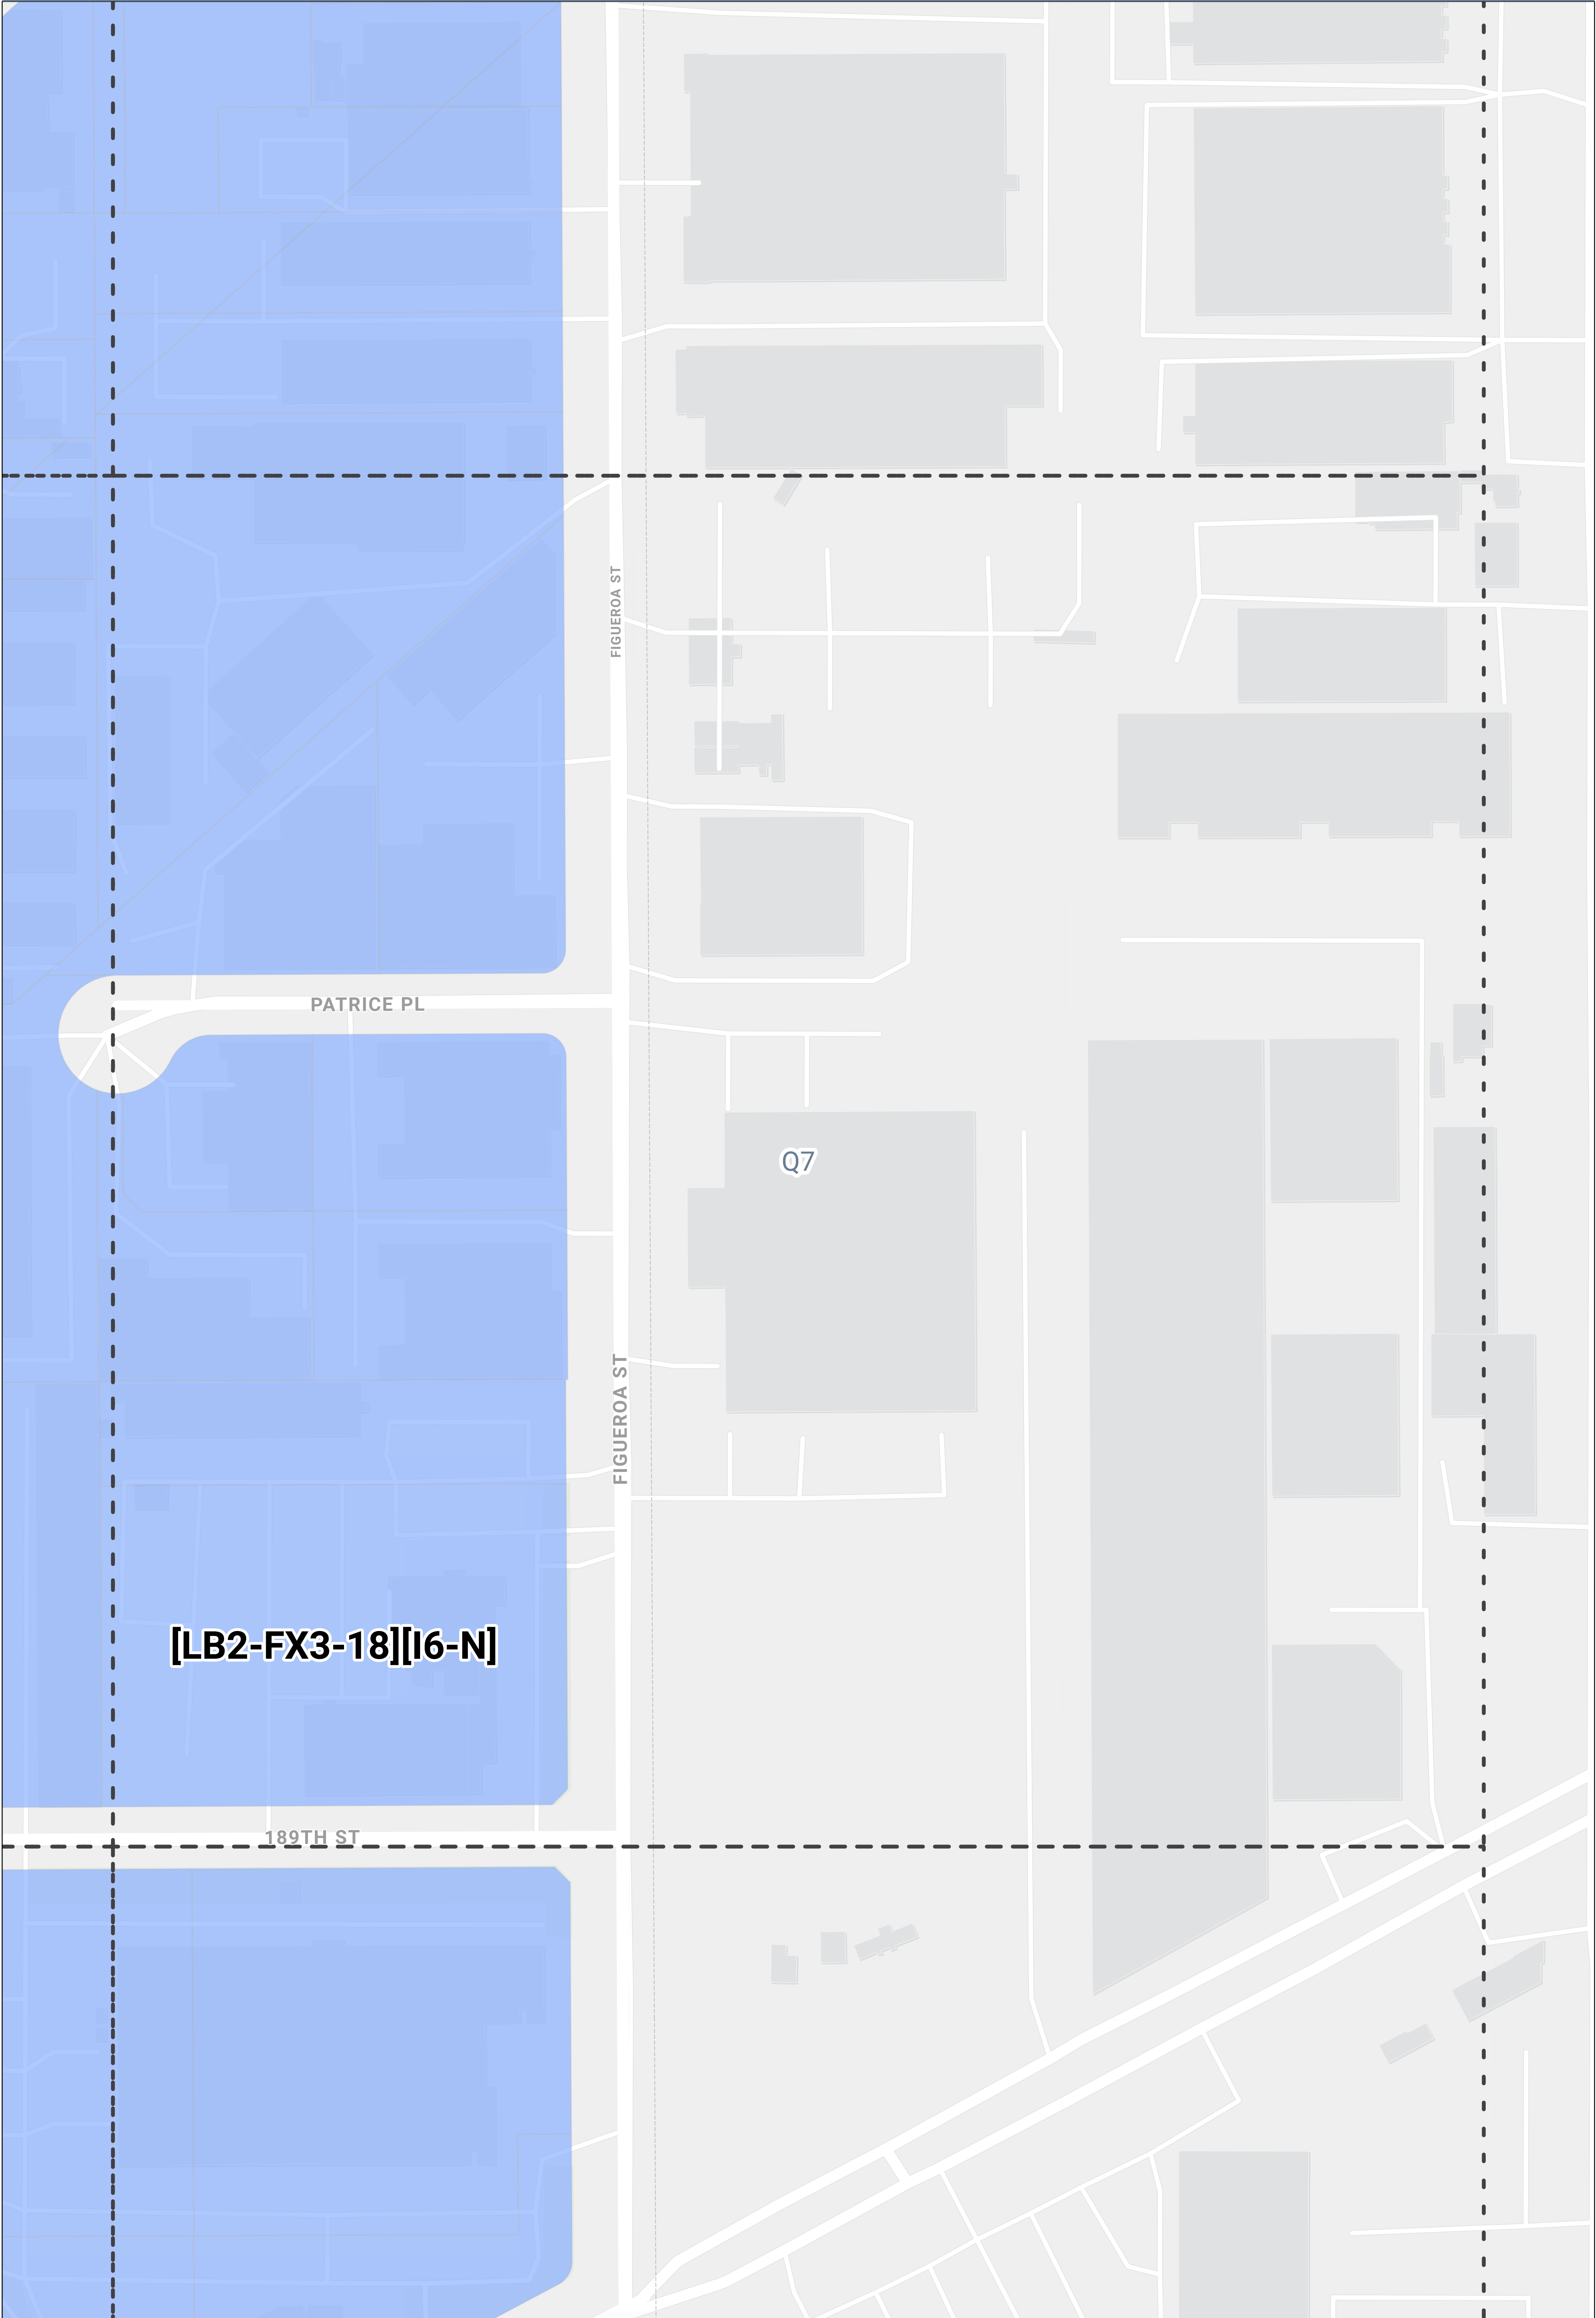 FIGUEROA ST
PATRICE PL
Q7
FIGUEROA ST
[LB2-FX3-18][I6-N]
189TH ST